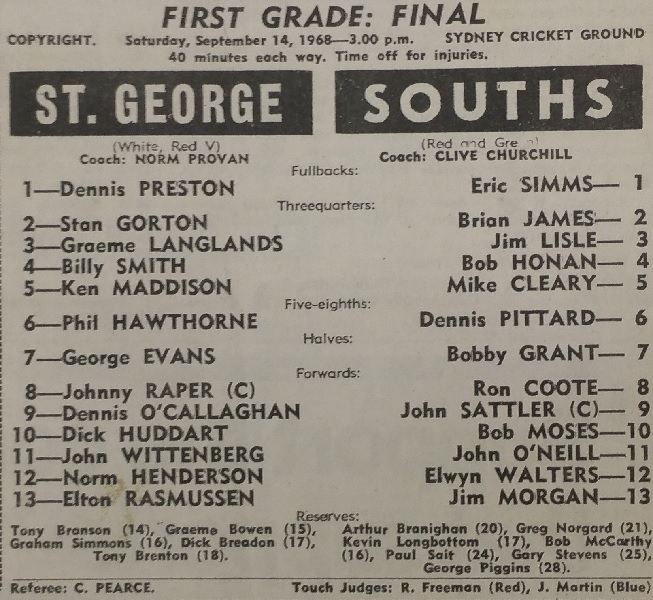 FIRST GRADE: FINAL
COPYRIGHT. Saturday, September 14, 1968—3.00 p.m. SYDNEY CRICKET GROUND
40 minutes each way. Time off for injuries.
ST. GEORGE SOUTHS
(White, Red V) (Red and Green)
Coach: NORM PROVAN Coach: CLIVE CHURCHILL
Fullbacks:
1—Dennis PRESTON Eric SIMMS— 1
Threequarters:
2—Stan GORTON Brian JAMES— 2
3—Graeme LANGLANDS Jim LISLE— 3
4—Billy SMITH Bob HONAN— 4
5—Ken MADDISON Mike CLEARY— 5
Five-eighths:
6—Phil HAWTHORNE Dennis PITTARD— 6
Halves:
7—George EVANS Bobby GRANT— 7
Forwards:
8—Johnny RAPER (C) Ron COOTE— 8
9—Dennis O'CALLAGHAN John SATTLER (C)— 9
10—Dick HUDDART Bob MOSES—10
11—John WITTENBERG John O'NEILL—11
12—Norm HENDERSON Elwyn WALTERS—12
13—Elton RASMUSSEN Jim MORGAN—13
Reserves:
Tony Branson (14), Graeme Bowen (15), Arthur Branighan (20), Greg Norgard (21),
Graham Simmons (16), Dick Breadon (17), Kevin Longbottom (17), Bob McCarthy
Tony Brenton (18). (16), Paul Sait (24), Gary Stevens (25),
George Piggins (28).
Referee: C. PEARCE. Touch Judges: R. Freeman (Red), J. Martin (Blue)